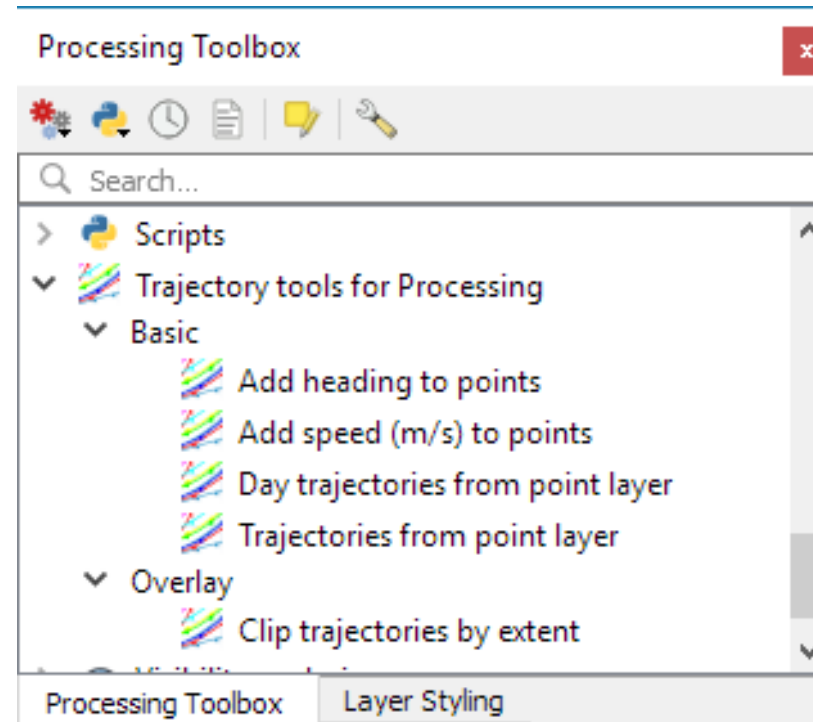 Processing Toolbox
x
Search...
Scripts
Trajectory tools for Processing
Basic
Add heading to points
Add speed (m/s) to points
Day trajectories from point layer
Trajectories from point layer
Overlay
Clip trajectories by extent
Processing Toolbox
Layer Styling